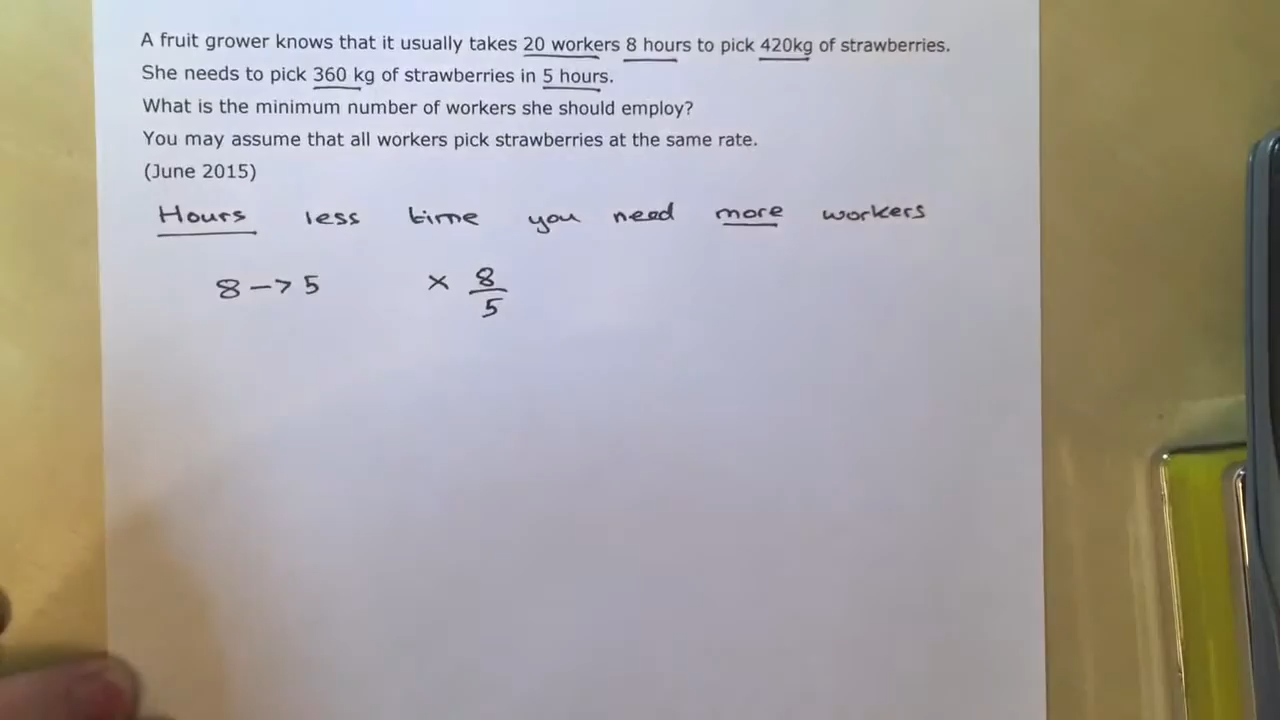 A fruit grower knows that it usually takes 20 workers 8 hours to pick 420kg of strawberries.
She needs to pick 360 kg of strawberries in 5 hours.
What is the minimum number of workers she should employ?
You may assume that all workers pick strawberries at the same rate.
(June 2015)
Hours less time you need more workers
8 -> 5 × 8/5